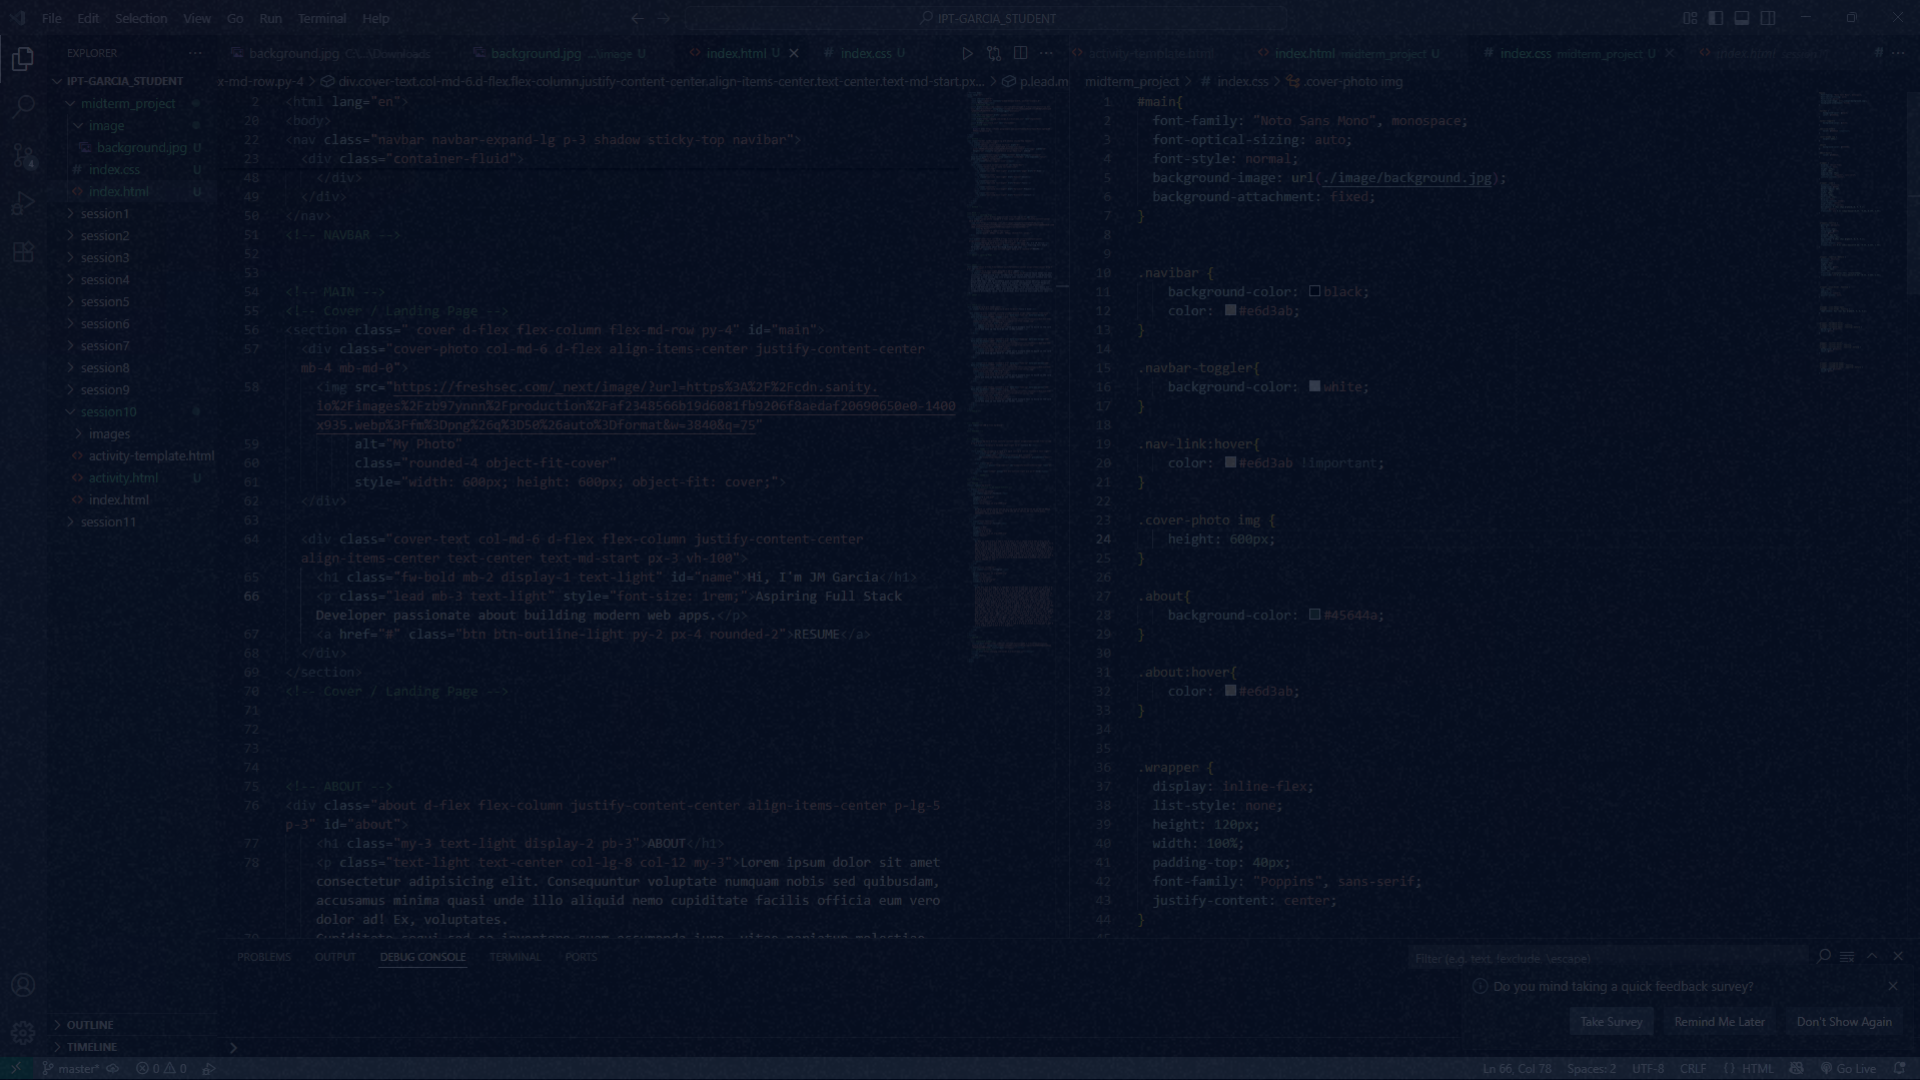 File Edit Selection View Go Run Terminal Help
IPT-GARCIA_STUDENT
EXPLORER
IPT-GARCIA_STUDENT
midterm_project
image
background.jpg U
index.css U
index.html U
session1
session2
session3
session4
session5
session6
session7
session8
session9
session10
images
activity-template.html
activity.html U
index.html
session11
OUTLINE
TIMELINE
background.jpg C:\...\Downloads
background.jpg ...\image U
index.html U
index.css U
x-md-row.py-4 > div.cover-text.col-md-6.d-flex.flex-column.justify-content-center.align-items-center.text-center.text-md-start.px... > p.lead.m
2 <html lang="en">
20 <body>
22 <nav class="navbar navbar-expand-lg p-3 shadow sticky-top navibar">
23 <div class="container-fluid">
48 </div>
49 </div>
50 </nav>
51 <!-- NAVBAR -->
52
53
54 <!-- MAIN -->
55 <!-- Cover / Landing Page -->
56 <section class=" cover d-flex flex-column flex-md-row py-4" id="main">
57 <div class="cover-photo col-md-6 d-flex align-items-center justify-content-center
mb-4 mb-md-0">
58 <img src="https://freshsec.com/_next/image/?url=https%3A%2F%2Fcdn.sanity.
io%2Fimages%2Fzb97ynnn%2Fproduction%2Faf2348566b19d6081fb9206f8aedaf20690650e0-1400
x935.webp%3Ffm%3Dpng%26q%3D50%26auto%3Dformat&w=3840&q=75"
59 alt="My Photo"
60 class="rounded-4 object-fit-cover"
61 style="width: 600px; height: 600px; object-fit: cover;">
62 </div>
63
64 <div class="cover-text col-md-6 d-flex flex-column justify-content-center
align-items-center text-center text-md-start px-3 vh-100">
65 <h1 class="fw-bold mb-2 display-1 text-light" id="name">Hi, I'm JM Garcia</h1>
66 <p class="lead mb-3 text-light" style="font-size: 1rem;">Aspiring Full Stack
Developer passionate about building modern web apps.</p>
67 <a href="#" class="btn btn-outline-light py-2 px-4 rounded-2">RESUME</a>
68 </div>
69 </section>
70 <!-- Cover / Landing Page -->
71
72
73
74
75 <!-- ABOUT -->
76 <div class="about d-flex flex-column justify-content-center align-items-center p-lg-5
p-3" id="about">
77 <h1 class="my-3 text-light display-2 pb-3">ABOUT</h1>
78 <p class="text-light text-center col-lg-8 col-12 my-3">Lorem ipsum dolor sit amet
consectetur adipisicing elit. Consequuntur voluptate numquam nobis sed quibusdam,
accusamus minima quasi unde illo aliquid nemo cupiditate facilis officia eum vero
dolor ad! Ex, voluptates.
activity-template.html
index.html midterm_project U
index.css midterm_project U
midterm_project > index.css > .cover-photo img
1 #main{
2 font-family: "Noto Sans Mono", monospace;
3 font-optical-sizing: auto;
4 font-style: normal;
5 background-image: url(./image/background.jpg);
6 background-attachment: fixed;
7 }
8
9
10 .navibar {
11 background-color: black;
12 color: #e6d3ab;
13 }
14
15 .navbar-toggler{
16 background-color: white;
17 }
18
19 .nav-link:hover{
20 color: #e6d3ab !important;
21 }
22
23 .cover-photo img {
24 height: 600px;
25 }
26
27 .about{
28 background-color: #45644a;
29 }
30
31 .about:hover{
32 color: #e6d3ab;
33 }
34
35
36 .wrapper {
37 display: inline-flex;
38 list-style: none;
39 height: 120px;
40 width: 100%;
41 padding-top: 40px;
42 font-family: "Poppins", sans-serif;
43 justify-content: center;
44 }
PROBLEMS OUTPUT DEBUG CONSOLE TERMINAL PORTS
Filter (e.g. text, !exclude, \escape)
Do you mind taking a quick feedback survey?
Take Survey Remind Me Later Don't Show Again
master* 0 0
Ln 66, Col 78 Spaces: 2 UTF-8 CRLF {} HTML Go Live